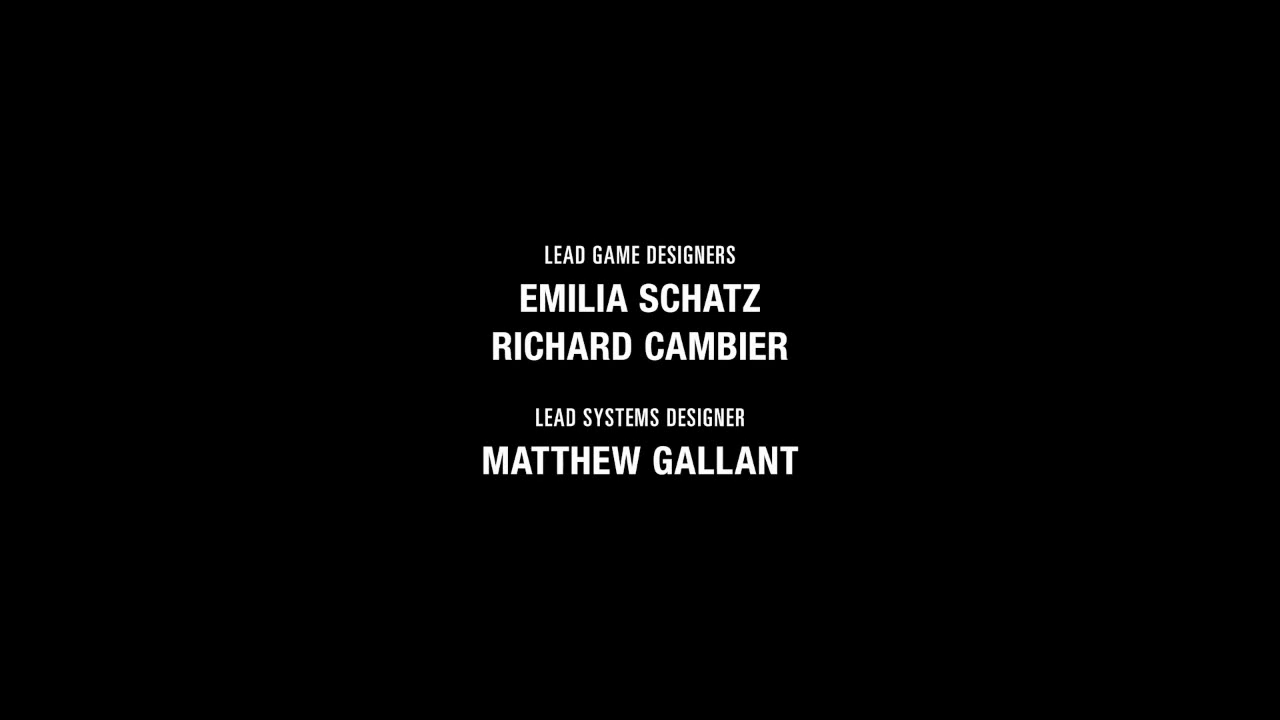 LEAD GAME DESIGNERS
EMILIA SCHATZ
RICHARD CAMBIER
LEAD SYSTEMS DESIGNER
MATTHEW GALLANT